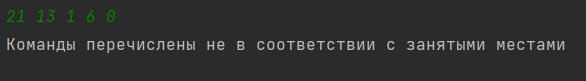 21 13 1 6 0
Команды перечислены не в соответствии с занятыми местами